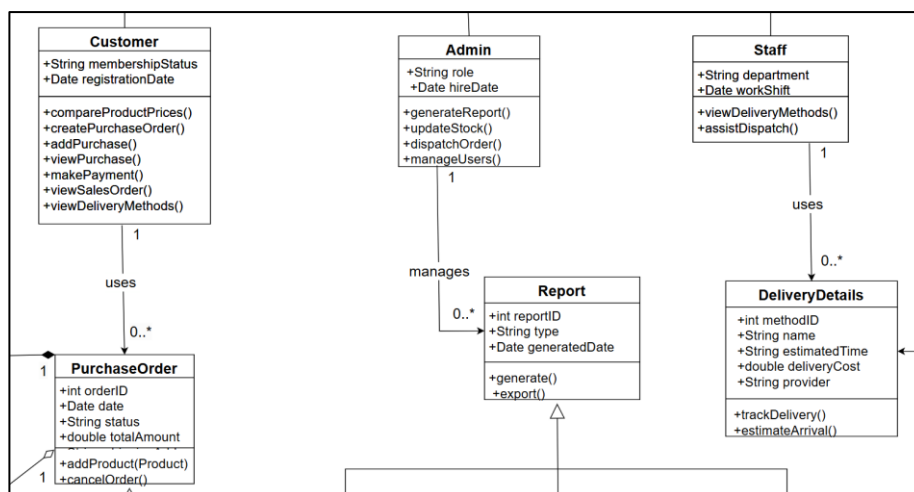 Customer
+String membershipStatus
+Date registrationDate
+compareProductPrices()
+createPurchaseOrder()
+addPurchase()
+viewPurchase()
+makePayment()
+viewSalesOrder()
+viewDeliveryMethods()
1
uses
0..*
Admin
+String role
+Date hireDate
+generateReport()
+updateStock()
+dispatchOrder()
+manageUsers()
1
manages
0..*
Staff
+String department
+Date workShift
+viewDeliveryMethods()
+assistDispatch()
1
uses
0..*
Report
+int reportID
+String type
+Date generatedDate
+generate()
+export()
DeliveryDetails
+int methodID
+String name
+String estimatedTime
+double deliveryCost
+String provider
+trackDelivery()
+estimateArrival()
1
PurchaseOrder
+int orderID
+Date date
+String status
+double totalAmount
+addProduct(Product)
+cancelOrder()
1